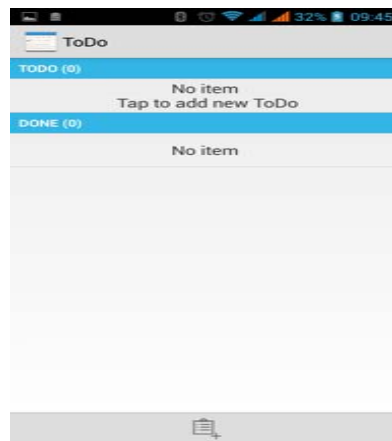 32% 09:45
ToDo
TODO (0)
No item
Tap to add new ToDo
DONE (0)
No item